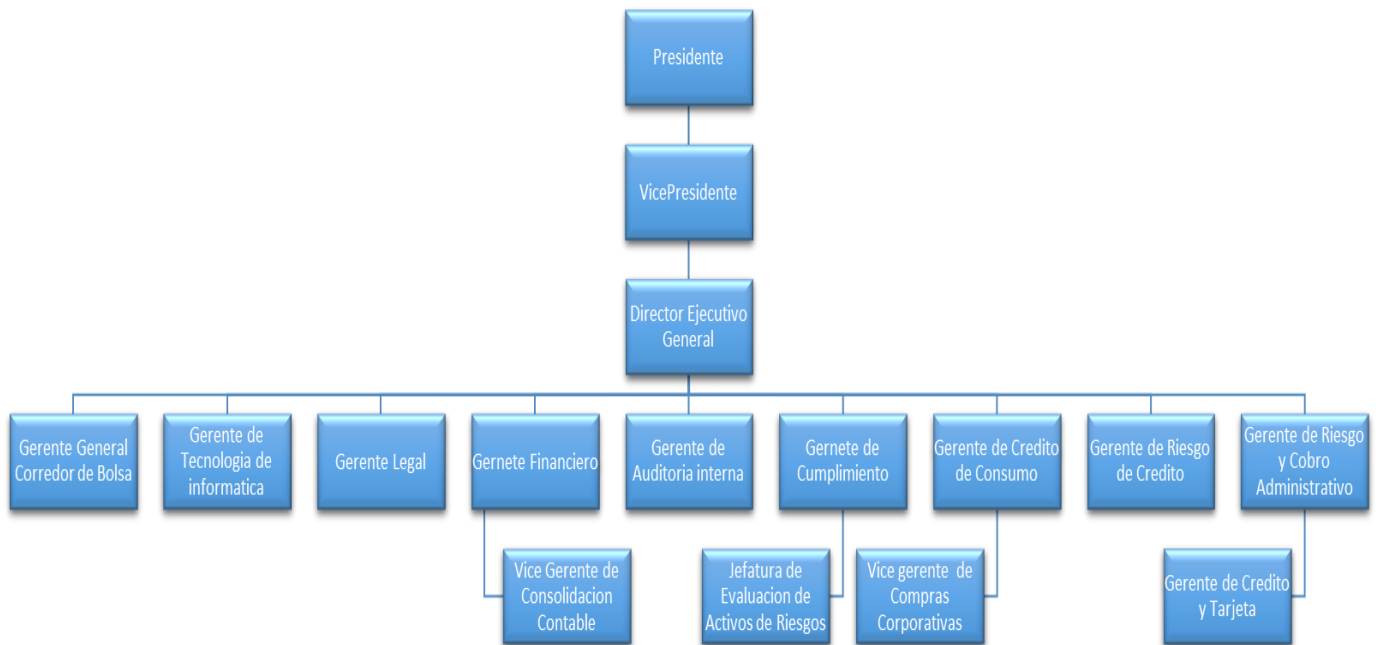 Presidente
VicePresidente
Director Ejecutivo
General
Gerente General
Corredor de Bolsa
Gerente de
Tecnologia de
informatica
Gerente Legal
Gernete Financiero
Gerente de
Auditoria interna
Gernete de
Cumplimiento
Gerente de Credito
de Consumo
Gerente de Riesgo
de Credito
Gerente de Riesgo
y Cobro
Administrativo
Vice Gerente de
Consolidacion
Contable
Jefatura de
Evaluacion de
Activos de Riesgos
Vice gerente de
Compras
Corporativas
Gerente de Credito
y Tarjeta